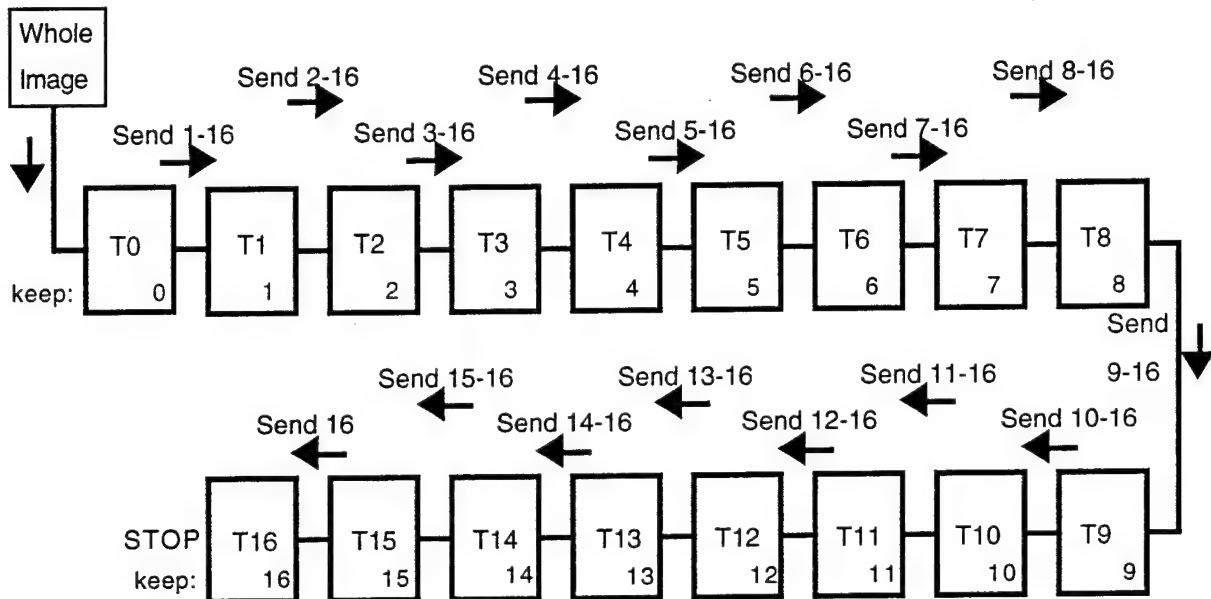 Whole
Image
Send 2-16
Send 4-16
Send 6-16
Send 8-16
Send 1-16
Send 3-16
Send 5-16
Send 7-16
T0
T1
T2
T3
T4
T5
T6
T7
T8
keep:
0
1
2
3
4
5
6
7
8
Send
9-16
Send 15-16
Send 13-16
Send 11-16
Send 16
Send 14-16
Send 12-16
Send 10-16
STOP
T16
T15
T14
T13
T12
T11
T10
T9
keep:
16
15
14
13
12
11
10
9